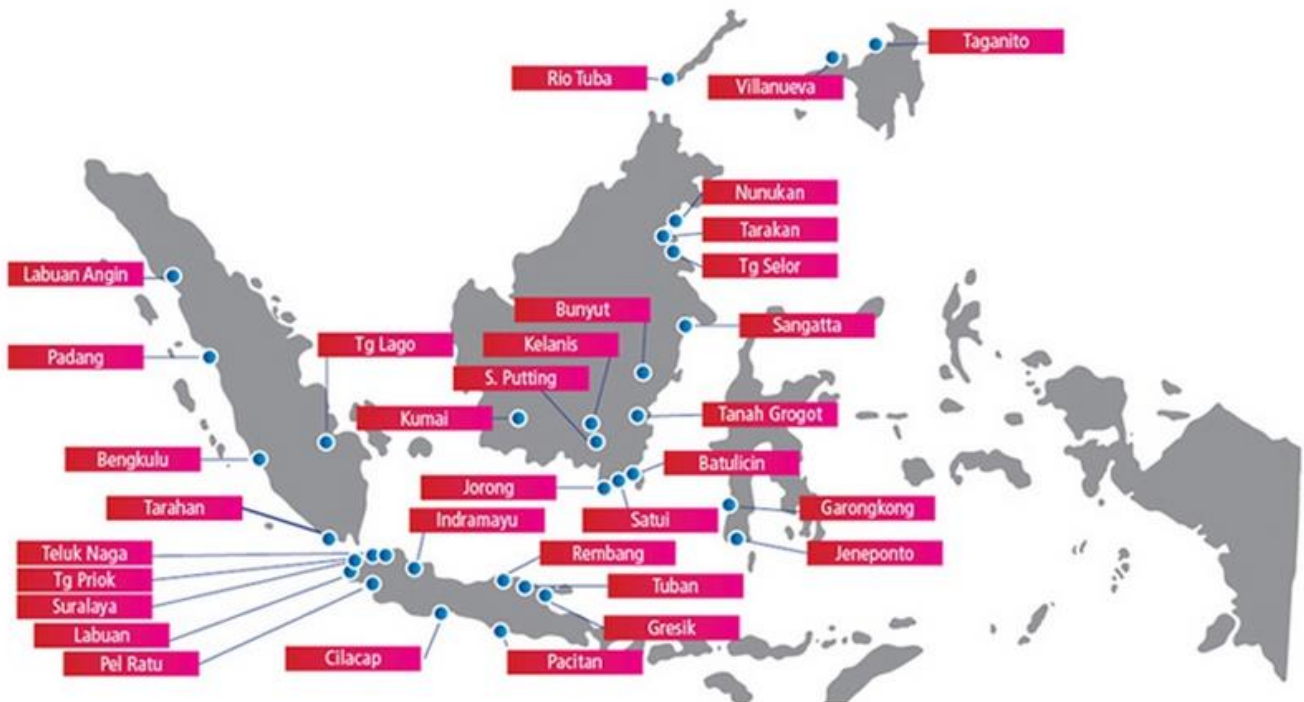 Taganito
Rio Tuba
Villanueva
Nunukan
Tarakan
Tg Selor
Labuan Angin
Bunyut
Sangatta
Tg Lago
Kelanis
Padang
S. Putting
Kumai
Tanah Grogot
Bengkulu
Batulicin
Jorong
Tarahan
Indramayu
Satui
Garongkong
Teluk Naga
Rembang
Jeneponto
Tg Priok
Tuban
Suralaya
Labuan
Gresik
Pel Ratu
Cilacap
Pacitan